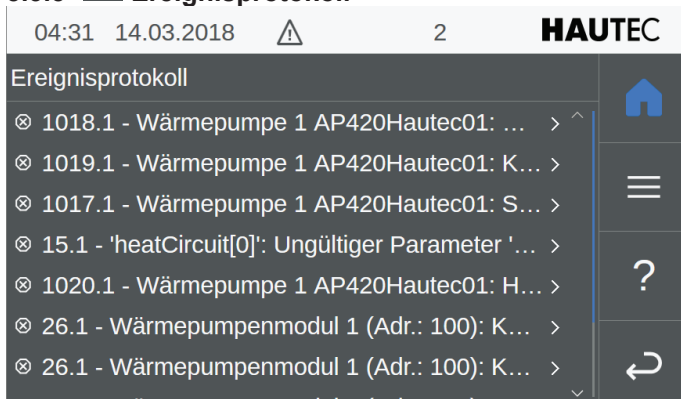 04:31 14.03.2018 2 HAUTEC
Ereignisprotokoll
1018.1 - Wärmepumpe 1 AP420Hautec01: ...
1019.1 - Wärmepumpe 1 AP420Hautec01: K...
1017.1 - Wärmepumpe 1 AP420Hautec01: S...
15.1 - 'heatCircuit[0]': Ungültiger Parameter '...
1020.1 - Wärmepumpe 1 AP420Hautec01: H...
26.1 - Wärmepumpenmodul 1 (Adr.: 100): K...
26.1 - Wärmepumpenmodul 1 (Adr.: 100): K...
?